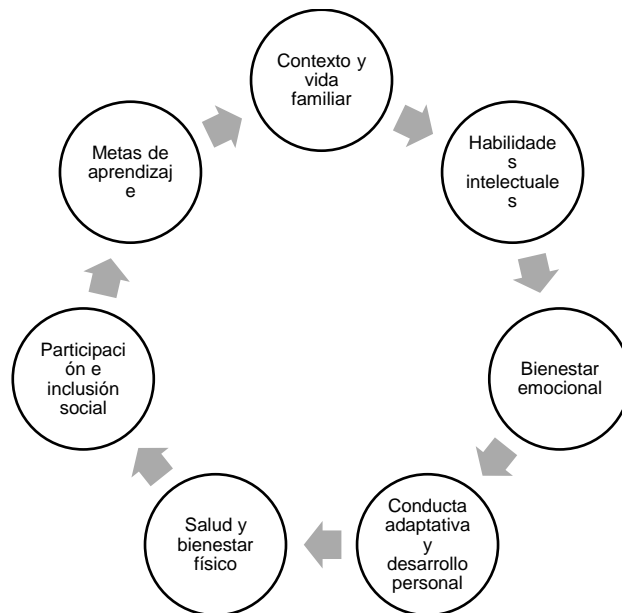 Contexto y
vida
familiar
Habilidade
s
intelectuale
s
Bienestar
emocional
Conducta
adaptativa
y
desarrollo
personal
Salud y
bienestar
físico
Participaci
ón e
inclusión
social
Metas de
aprendizaj
e